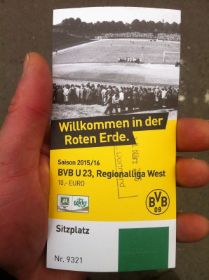 Willkommen in der
Roten Erde.
Saison 2015/16
BVB U 23, Regionalliga West
10,- EURO
BVB
09
Sitzplatz
Nr. 9321